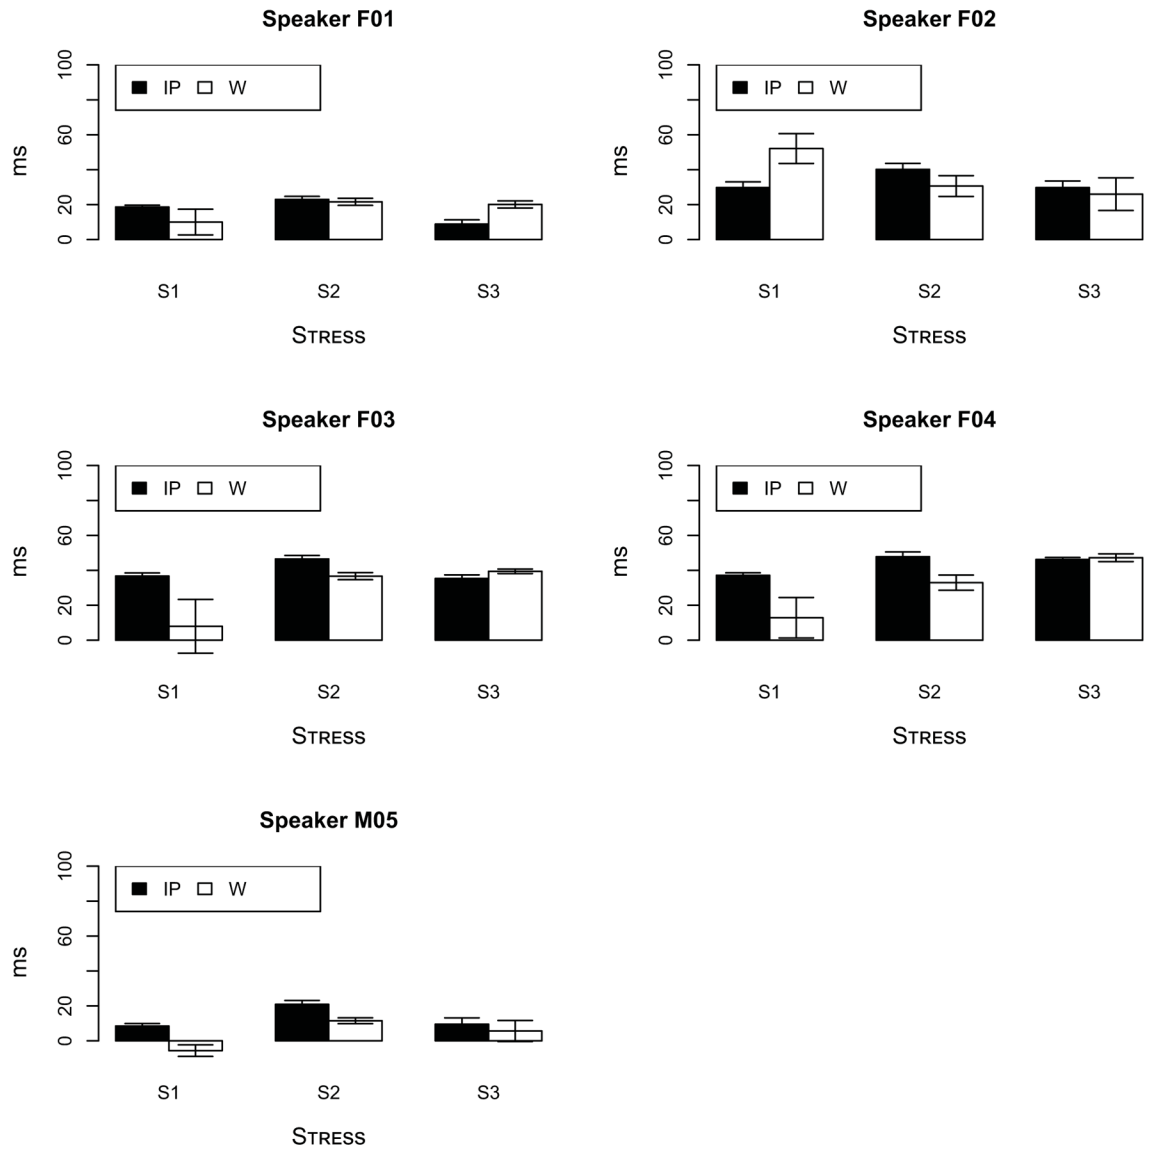 Speaker F01
100
60
20
0
ms
IP W
S1 S2 S3
STRESS
Speaker F02
100
60
20
0
ms
IP W
S1 S2 S3
STRESS
Speaker F03
100
60
20
0
ms
IP W
S1 S2 S3
STRESS
Speaker F04
100
60
20
0
ms
IP W
S1 S2 S3
STRESS
Speaker M05
100
60
20
0
ms
IP W
S1 S2 S3
STRESS